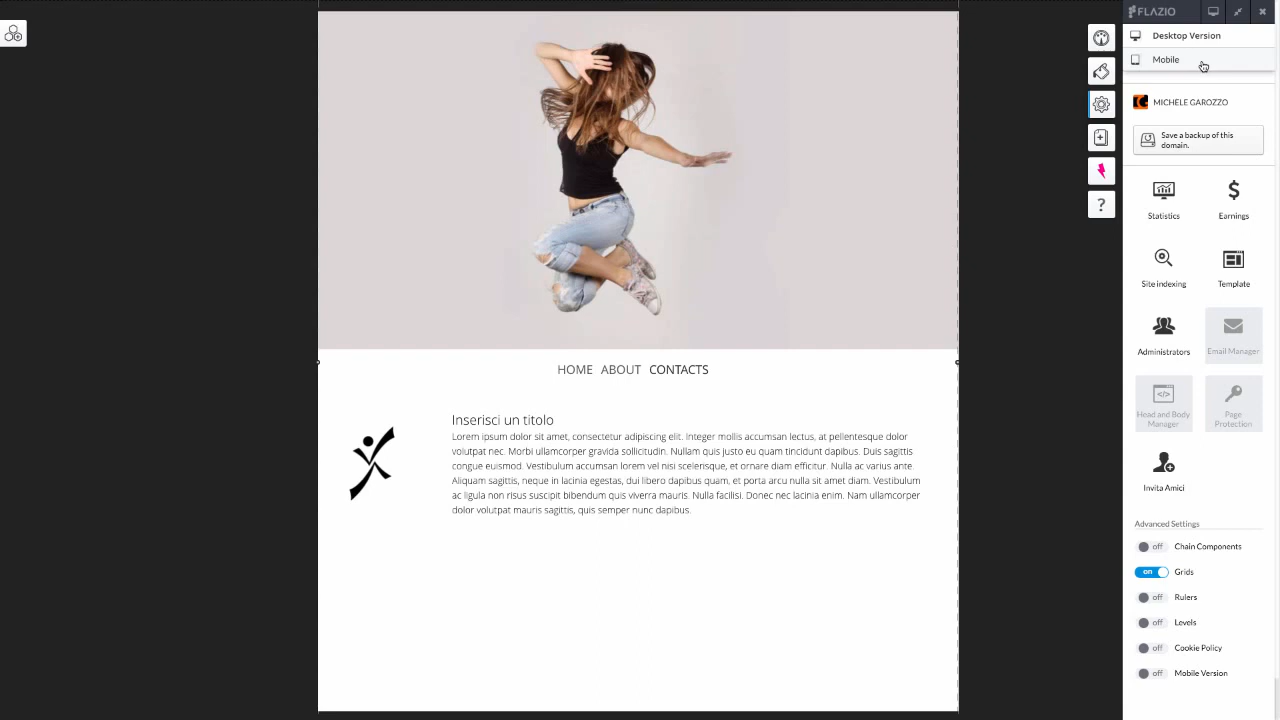 FLAZIO
Desktop Version
Mobile
MICHELE GAROZZO
Save a backup of this
domain.
Statistics
Earnings
Site indexing
Template
Administrators
Email Manager
Head and Body
Manager
Page
Protection
Invita Amici
Advanced Settings
off Chain Components
on Grids
off Rulers
off Levels
off Cookie Policy
off Mobile Version
?
HOME ABOUT CONTACTS
Inserisci un titolo
Lorem ipsum dolor sit amet, consectetur adipiscing elit. Integer mollis accumsan lectus, at pellentesque dolor
volutpat nec. Morbi ullamcorper gravida sollicitudin. Nullam quis justo eu quam tincidunt dapibus. Duis sagittis
congue euismod. Vestibulum accumsan lorem vel nisi scelerisque, et ornare diam efficitur. Nulla ac varius ante.
Aliquam sagittis, neque in lacinia egestas, dui libero dapibus quam, et porta arcu nulla sit amet diam. Vestibulum
ac ligula non risus suscipit bibendum quis viverra mauris. Nulla facilisi. Donec nec lacinia enim. Nam ullamcorper
dolor volutpat mauris sagittis, quis semper nunc dapibus.